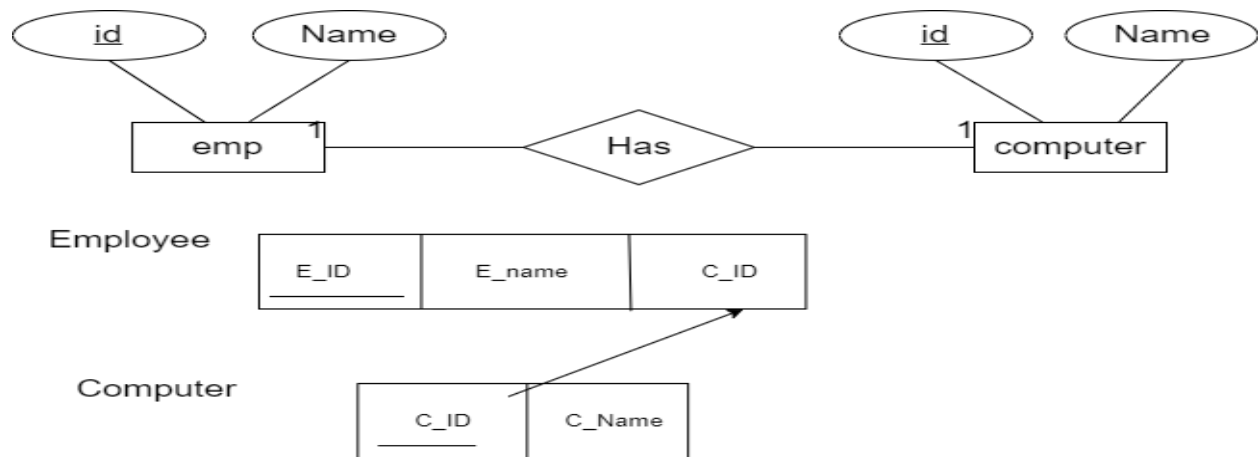 id Name id Name
emp 1 Has 1 computer
Employee
E_ID E_name C_ID
Computer
C_ID C_Name